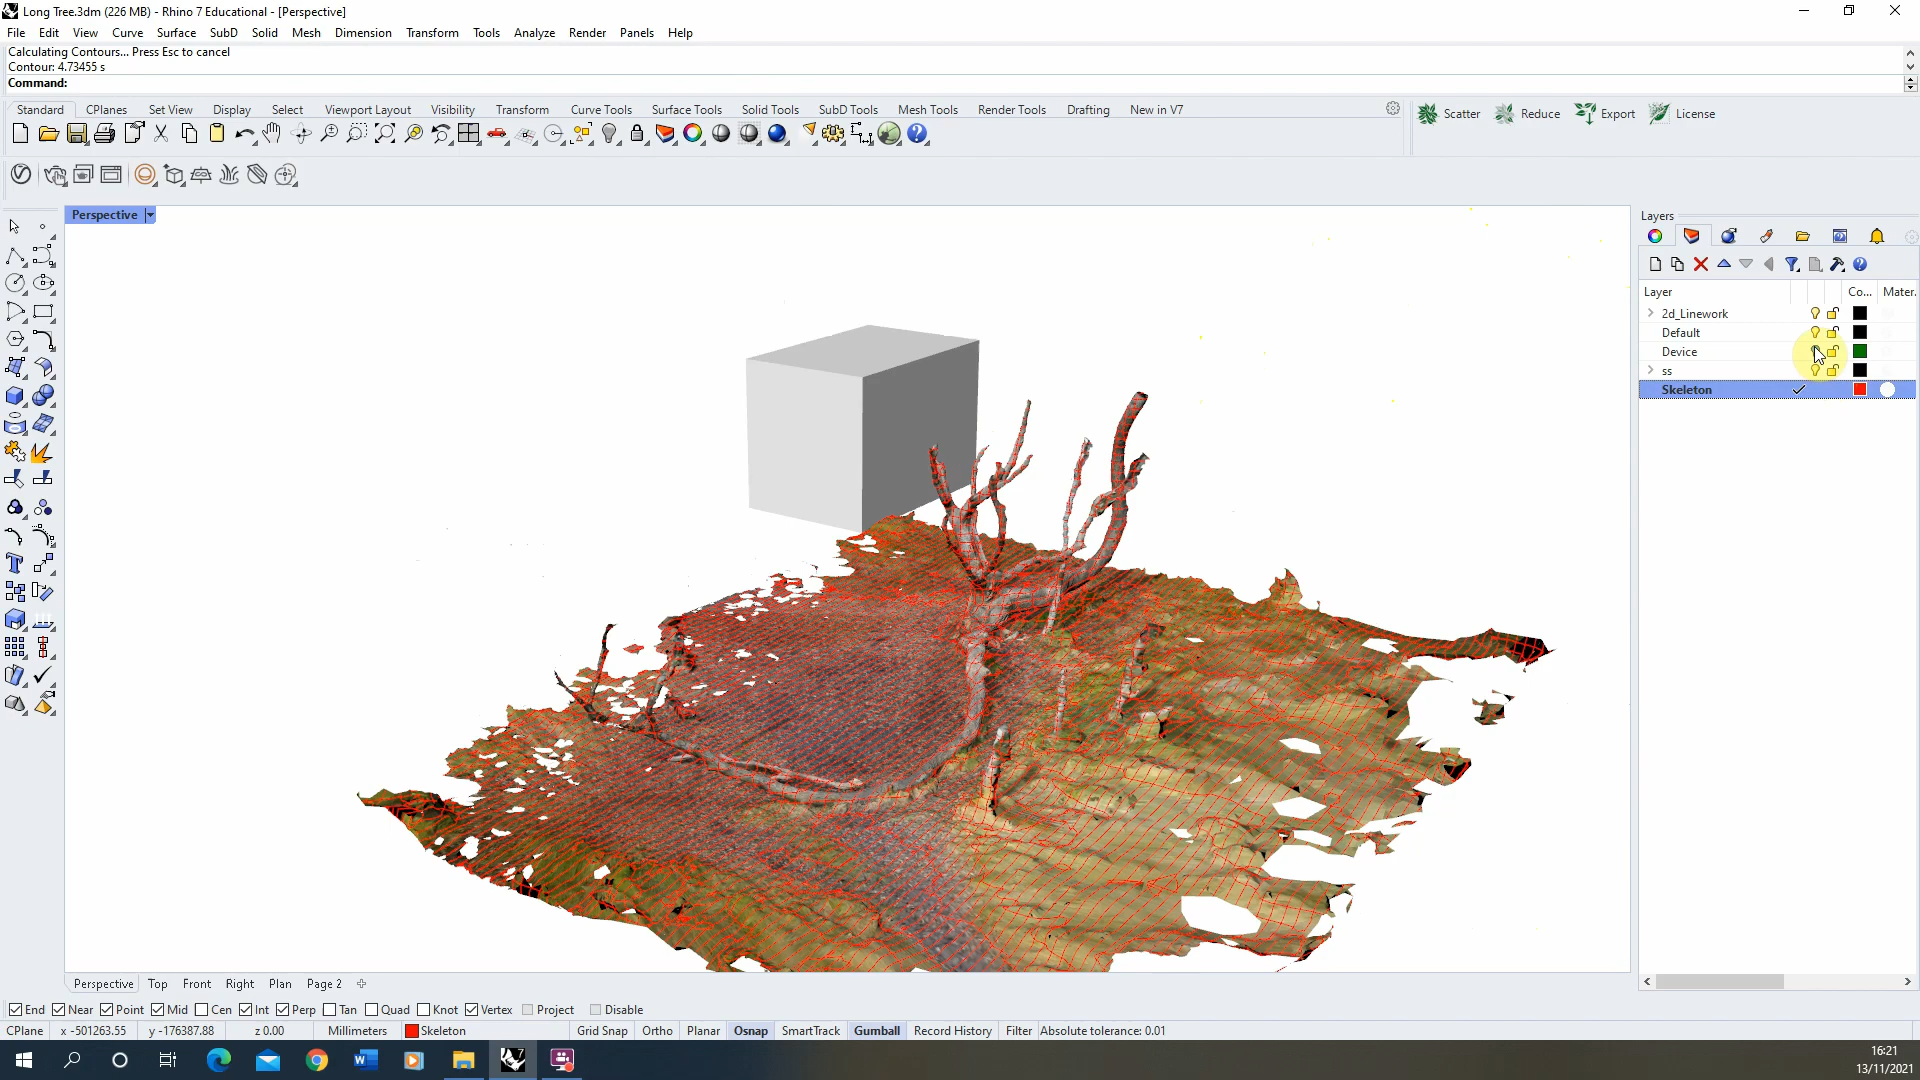 Long Tree.3dm (226 MB) - Rhino 7 Educational - [Perspective]
File Edit View Curve Surface SubD Solid Mesh Dimension Transform Tools Analyze Render Panels Help
Calculating Contours... Press Esc to cancel
Contour: 4.73455 s
Command:
Standard CPlanes Set View Display Select Viewport Layout Visibility Transform Curve Tools Surface Tools Solid Tools SubD Tools Mesh Tools Render Tools Drafting New in V7
Scatter Reduce Export License
Perspective
Layers
Layer Co... Mater.
2d_Linework
Default
Device
ss
Skeleton
Perspective Top Front Right Plan Page 2
End Near Point Mid Cen Int Perp Tan Quad Knot Vertex Project Disable
CPlane x -501263.55 y -176387.88 z 0.00 Millimeters Skeleton Grid Snap Ortho Planar Osnap SmartTrack Gumball Record History Filter Absolute tolerance: 0.01
16:21
13/11/2021